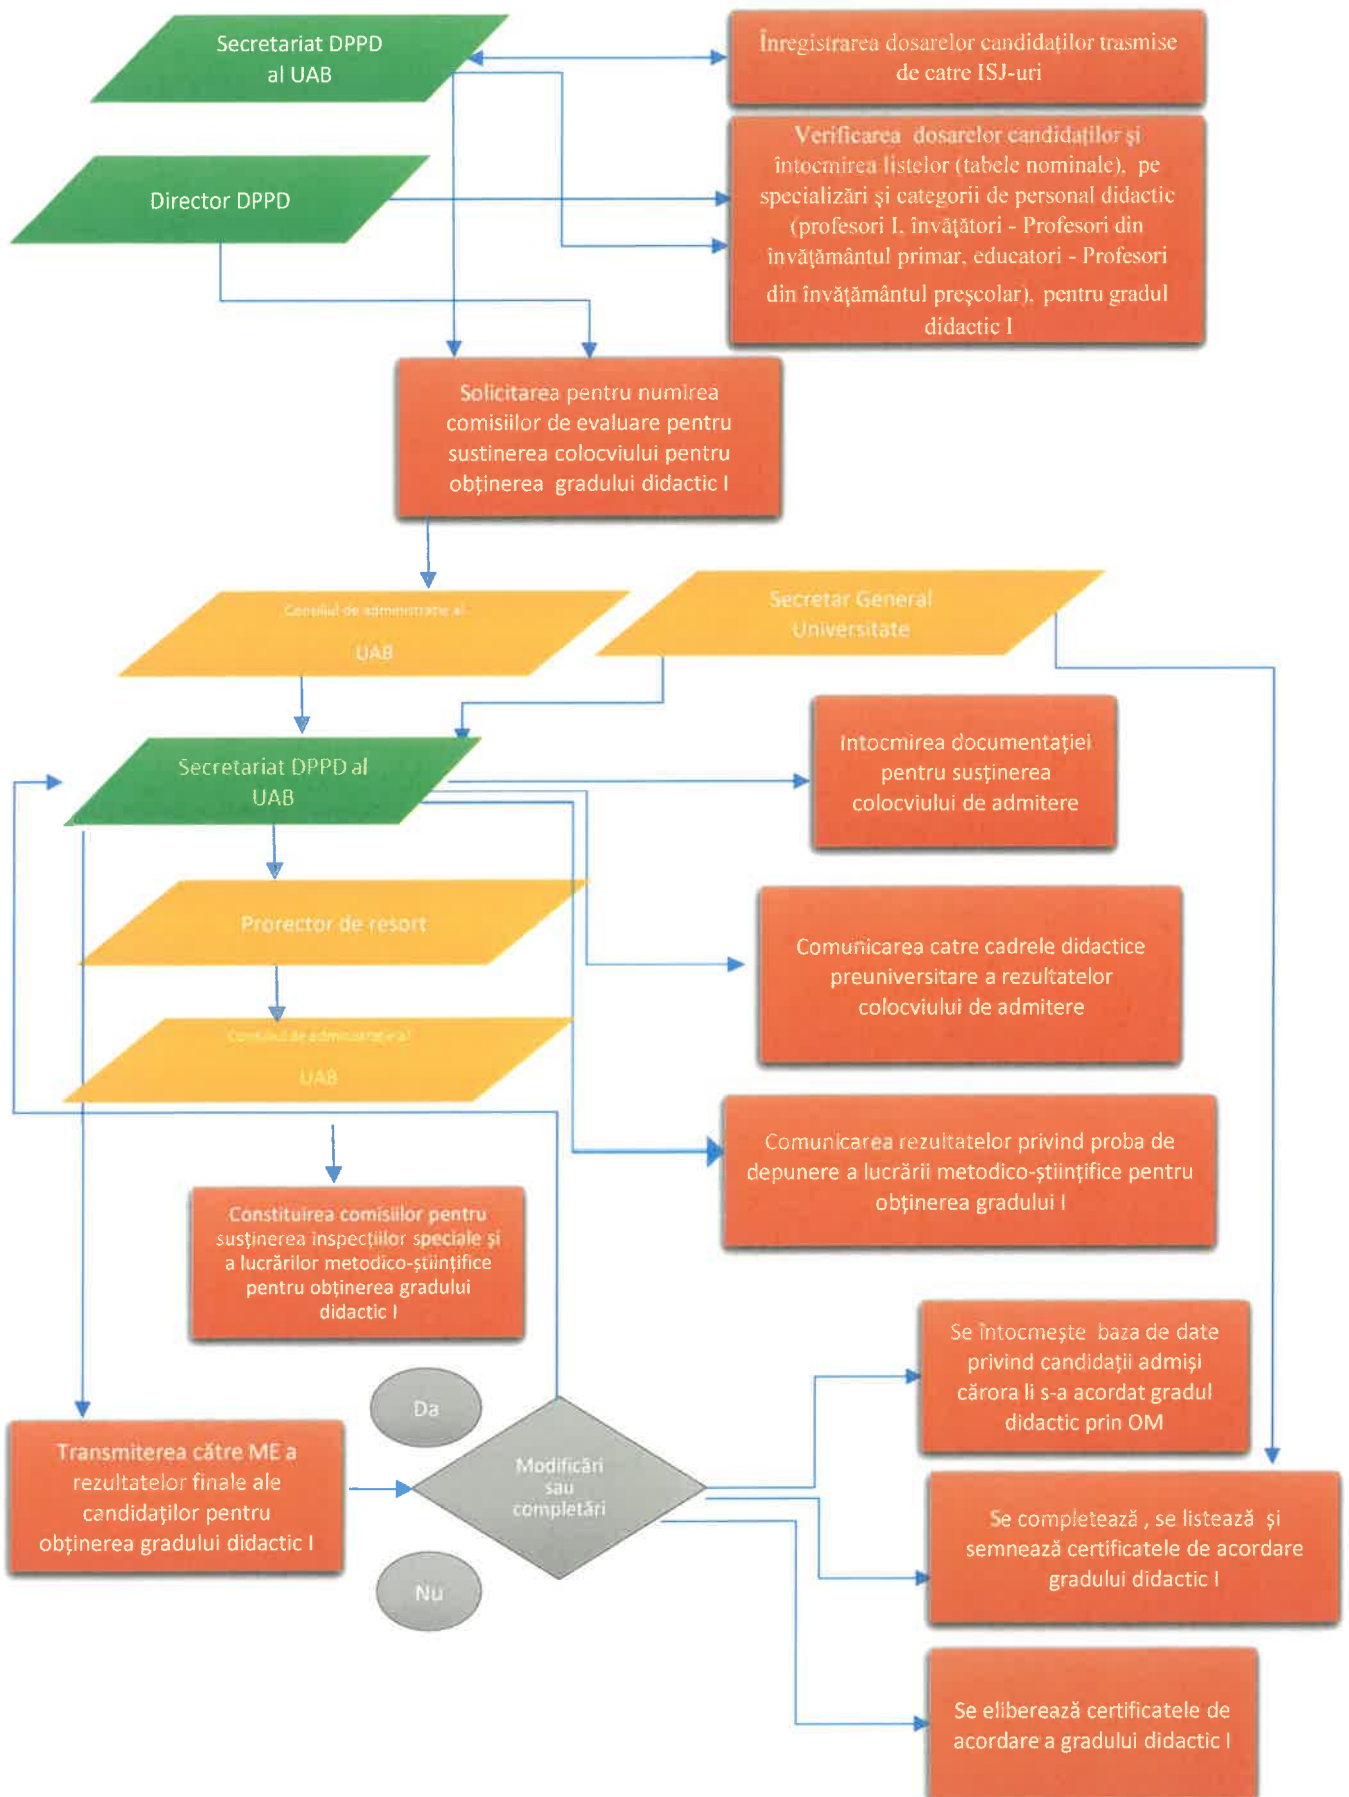 Secretariat DPPD
al UAB
Înregistrarea dosarelor candidaților trasmise
de catre ISJ-uri
Director DPPD
Verificarea dosarelor candidaților și
întocmirea listelor (tabele nominale), pe
specializări și categorii de personal didactic
(profesori I, învățători - Profesori din
învățământul primar, educatori - Profesori
din învățământul preșcolar), pentru gradul
didactic I
Solicitarea pentru numirea
comisiilor de evaluare pentru
sustinerea colocviului pentru
obținerea gradului didactic I
Consiliul de administratie al
UAB
Secretar General
Universitate
Secretariat DPPD al
UAB
Intocmirea documentației
pentru susținerea
colocviului de admitere
Prorector de resort
Comunicarea catre cadrele didactice
preuniversitare a rezultatelor
colocviului de admitere
Consiliul de administratie al
UAB
Comunicarea rezultatelor privind proba de
depunere a lucrării metodico-științifice pentru
obținerea gradului I
Constituirea comisiilor pentru
susținerea inspecțiilor speciale și
a lucrărilor metodico-științifice
pentru obținerea gradului
didactic I
Se întocmește baza de date
privind candidații admiși
cărora li s-a acordat gradul
didactic prin OM
Da
Transmiterea către ME a
rezultatelor finale ale
candidaților pentru
obținerea gradului didactic I
Modificări
sau
completări
Se completează , se listează și
semnează certificatele de acordare
gradului didactic I
Nu
Se eliberează certificatele de
acordare a gradului didactic I